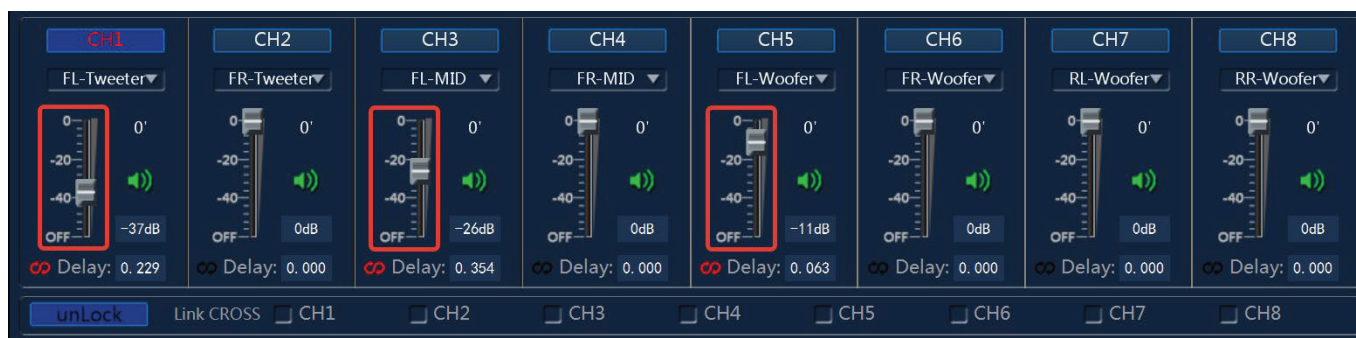 CH1 CH2 CH3 CH4 CH5 CH6 CH7 CH8
FL-Tweeter FR-Tweeter FL-MID FR-MID FL-Woofer FR-Woofer RL-Woofer RR-Woofer
0 0' 0 0' 0 0' 0 0' 0 0' 0 0' 0 0' 0 0'
-20 -20 -20 -20 -20 -20 -20 -20
-40 -40 -40 -40 -40 -40 -40 -40
OFF -37dB OFF 0dB OFF -26dB OFF 0dB OFF -11dB OFF 0dB OFF 0dB OFF 0dB
Delay: 0.229 Delay: 0.000 Delay: 0.354 Delay: 0.000 Delay: 0.063 Delay: 0.000 Delay: 0.000 Delay: 0.000
unLock Link CROSS CH1 CH2 CH3 CH4 CH5 CH6 CH7 CH8